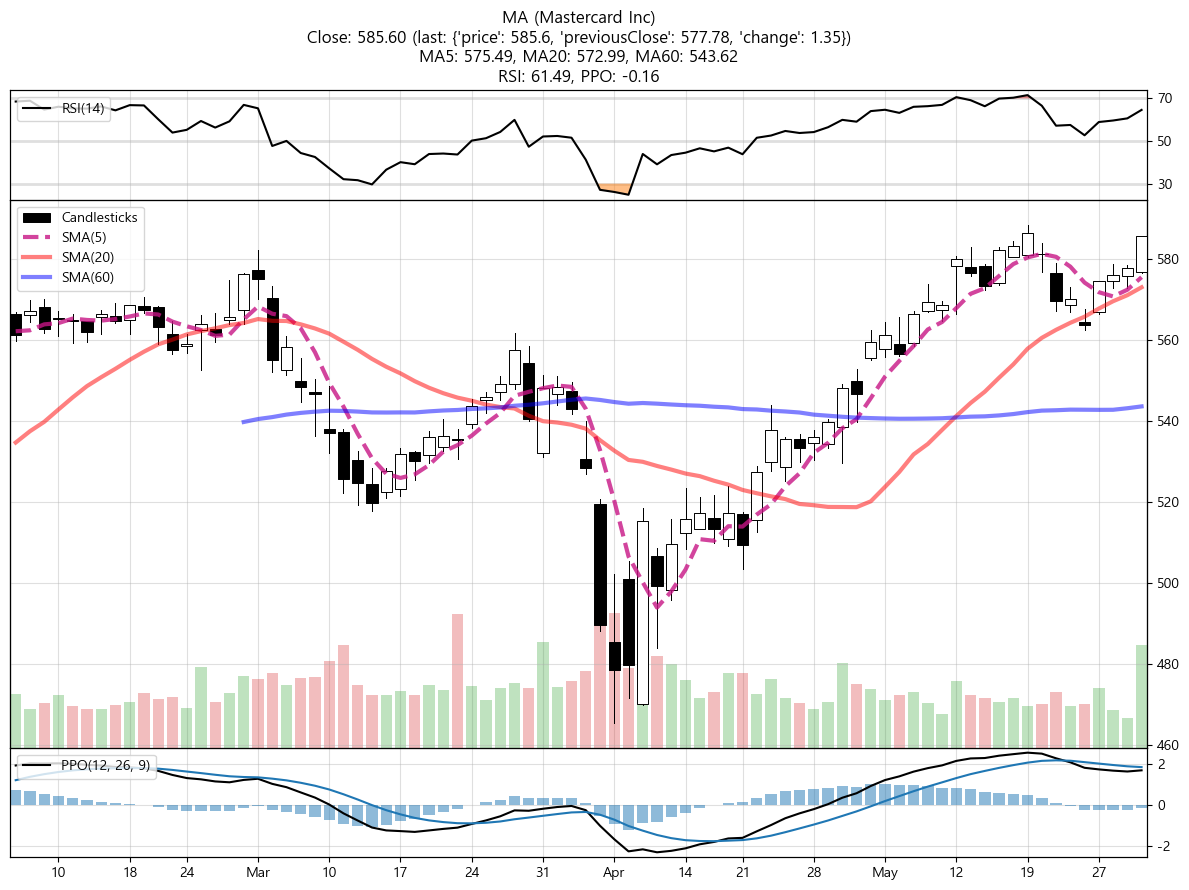 MA (Mastercard Inc)
Close: 585.60 (last: {'price': 585.6, 'previousClose': 577.78, 'change': 1.35})
MA5: 575.49, MA20: 572.99, MA60: 543.62
RSI: 61.49, PPO: -0.16
RSI(14)
70
50
30
Candlesticks
SMA(5)
SMA(20)
SMA(60)
580
560
540
520
500
480
460
PPO(12, 26, 9)
2
0
-2
10 18 24 Mar 10 17 24 31 Apr 14 21 28 May 12 19 27